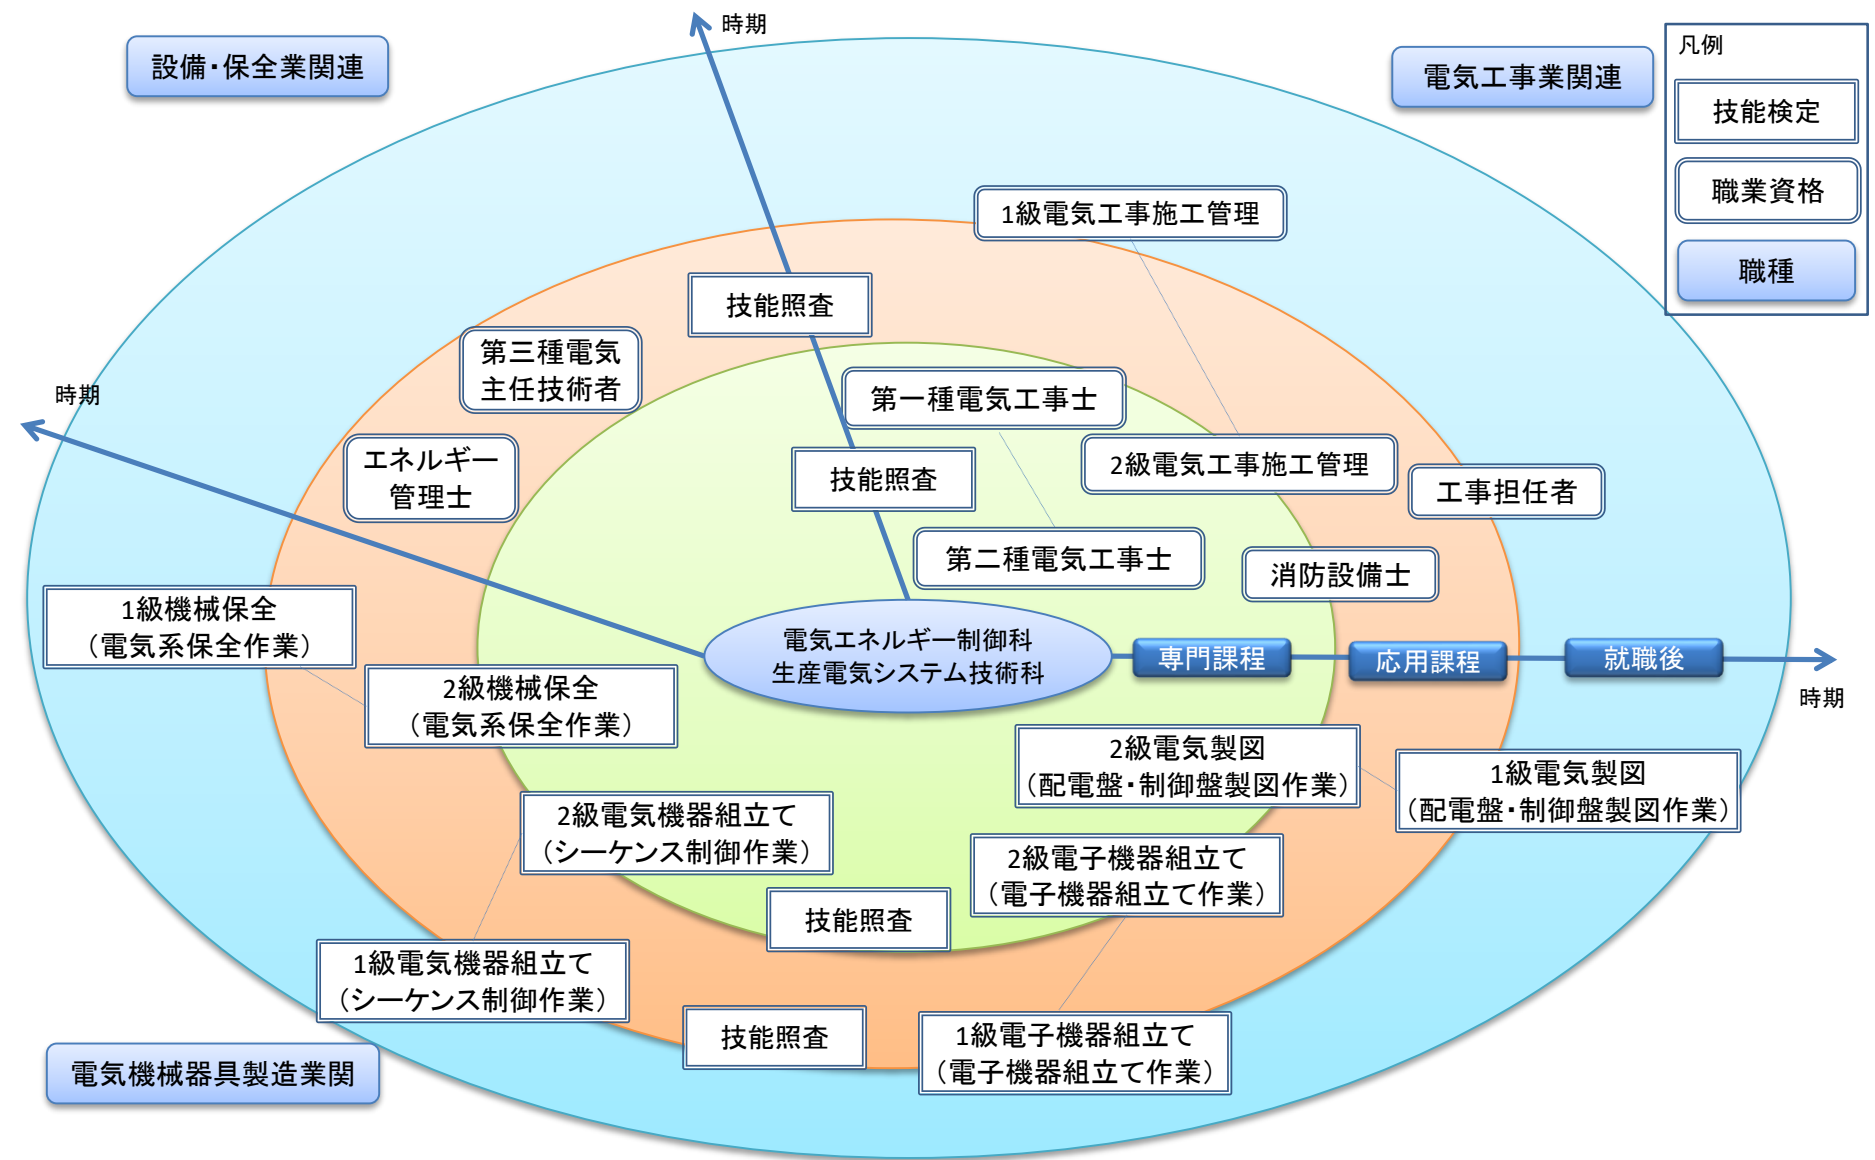 時期
設備・保全業関連
電気工事業関連
凡例
技能検定
職業資格
職種
1級電気工事施工管理
技能照査
第三種電気
主任技術者
時期
第一種電気工事士
エネルギー
管理士
技能照査
2級電気工事施工管理
工事担任者
第二種電気工事士
消防設備士
1級機械保全
（電気系保全作業）
電気エネルギー制御科
生産電気システム技術科
専門課程
応用課程
就職後
時期
2級機械保全
（電気系保全作業）
2級電気製図
（配電盤・制御盤製図作業）
1級電気製図
（配電盤・制御盤製図作業）
2級電気機器組立て
（シーケンス制御作業）
2級電子機器組立て
（電子機器組立て作業）
技能照査
1級電気機器組立て
（シーケンス制御作業）
技能照査
1級電子機器組立て
（電子機器組立て作業）
電気機械器具製造業関